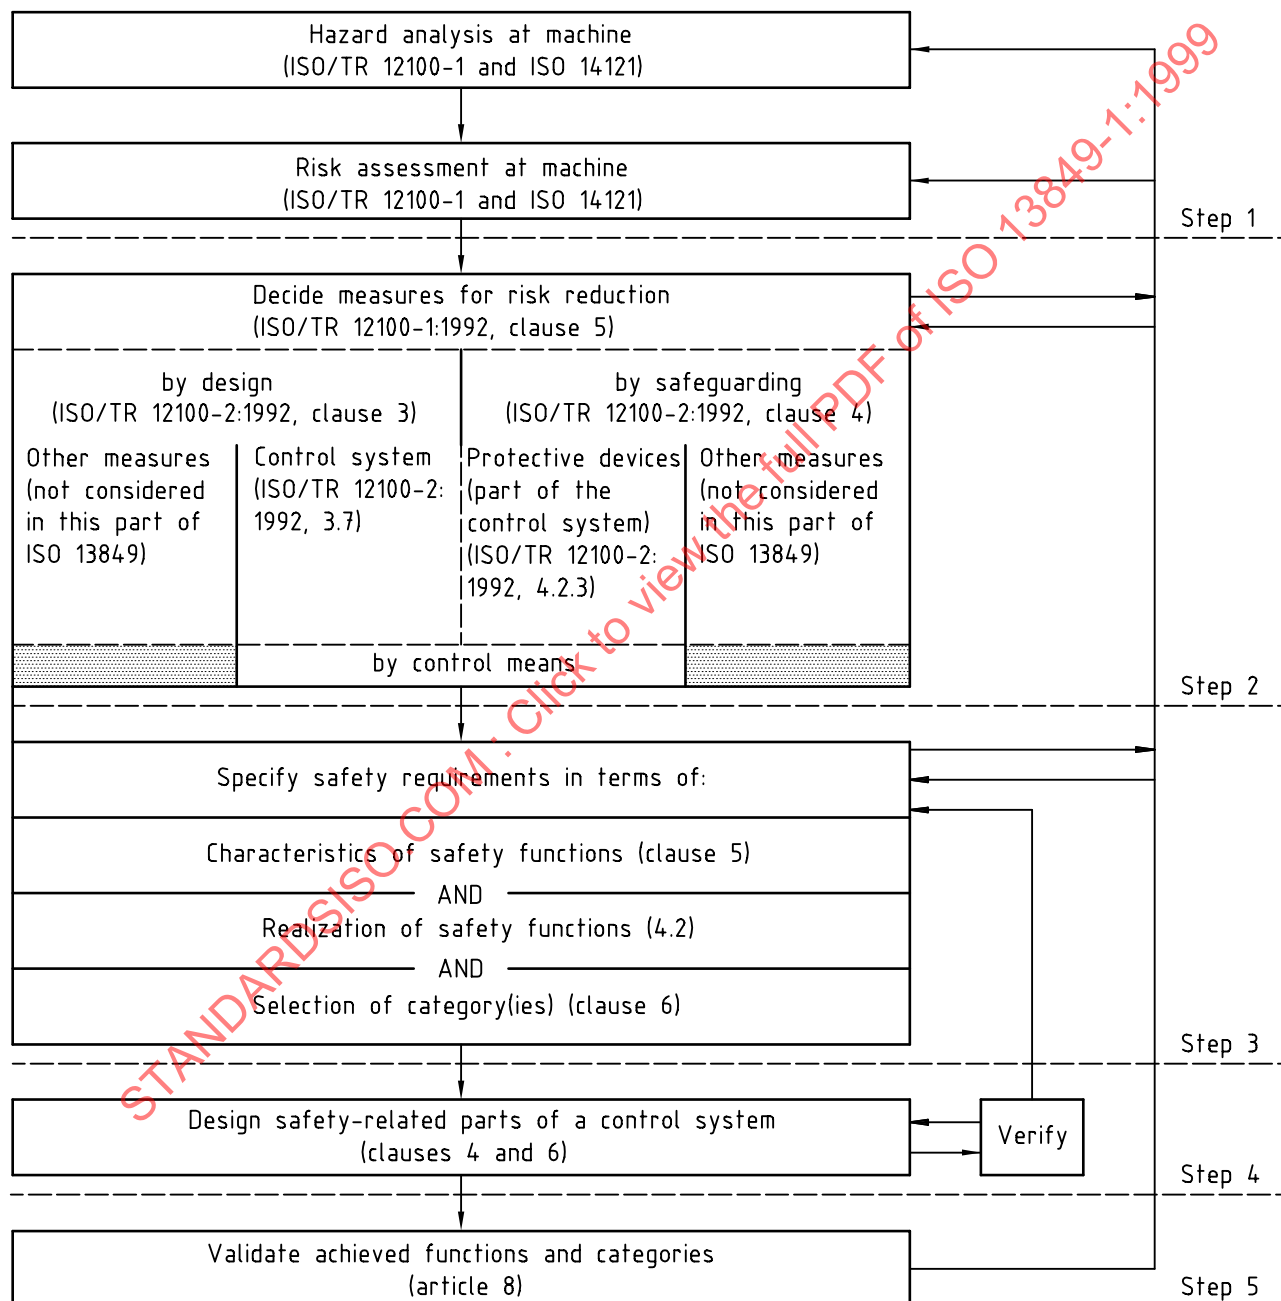 Hazard analysis at machine
(ISO/TR 12100-1 and ISO 14121)
Risk assessment at machine
(ISO/TR 12100-1 and ISO 14121)
Step 1
Decide measures for risk reduction
(ISO/TR 12100-1:1992, clause 5)
by design
(ISO/TR 12100-2:1992, clause 3)
by safeguarding
(ISO/TR 12100-2:1992, clause 4)
Other measures
(not considered
in this part of
ISO 13849)
Control system
(ISO/TR 12100-2:
1992, 3.7)
Protective devices
(part of the
control system)
(ISO/TR 12100-2:
1992, 4.2.3)
Other measures
(not considered
in this part of
ISO 13849)
by control means
Step 2
Specify safety requirements in terms of:
Characteristics of safety functions (clause 5)
AND
Realization of safety functions (4.2)
AND
Selection of category(ies) (clause 6)
Step 3
Design safety-related parts of a control system
(clauses 4 and 6)
Verify
Step 4
Validate achieved functions and categories
(article 8)
Step 5
STANDARDSISO.COM : Click to view the full PDF of ISO 13849-1:1999